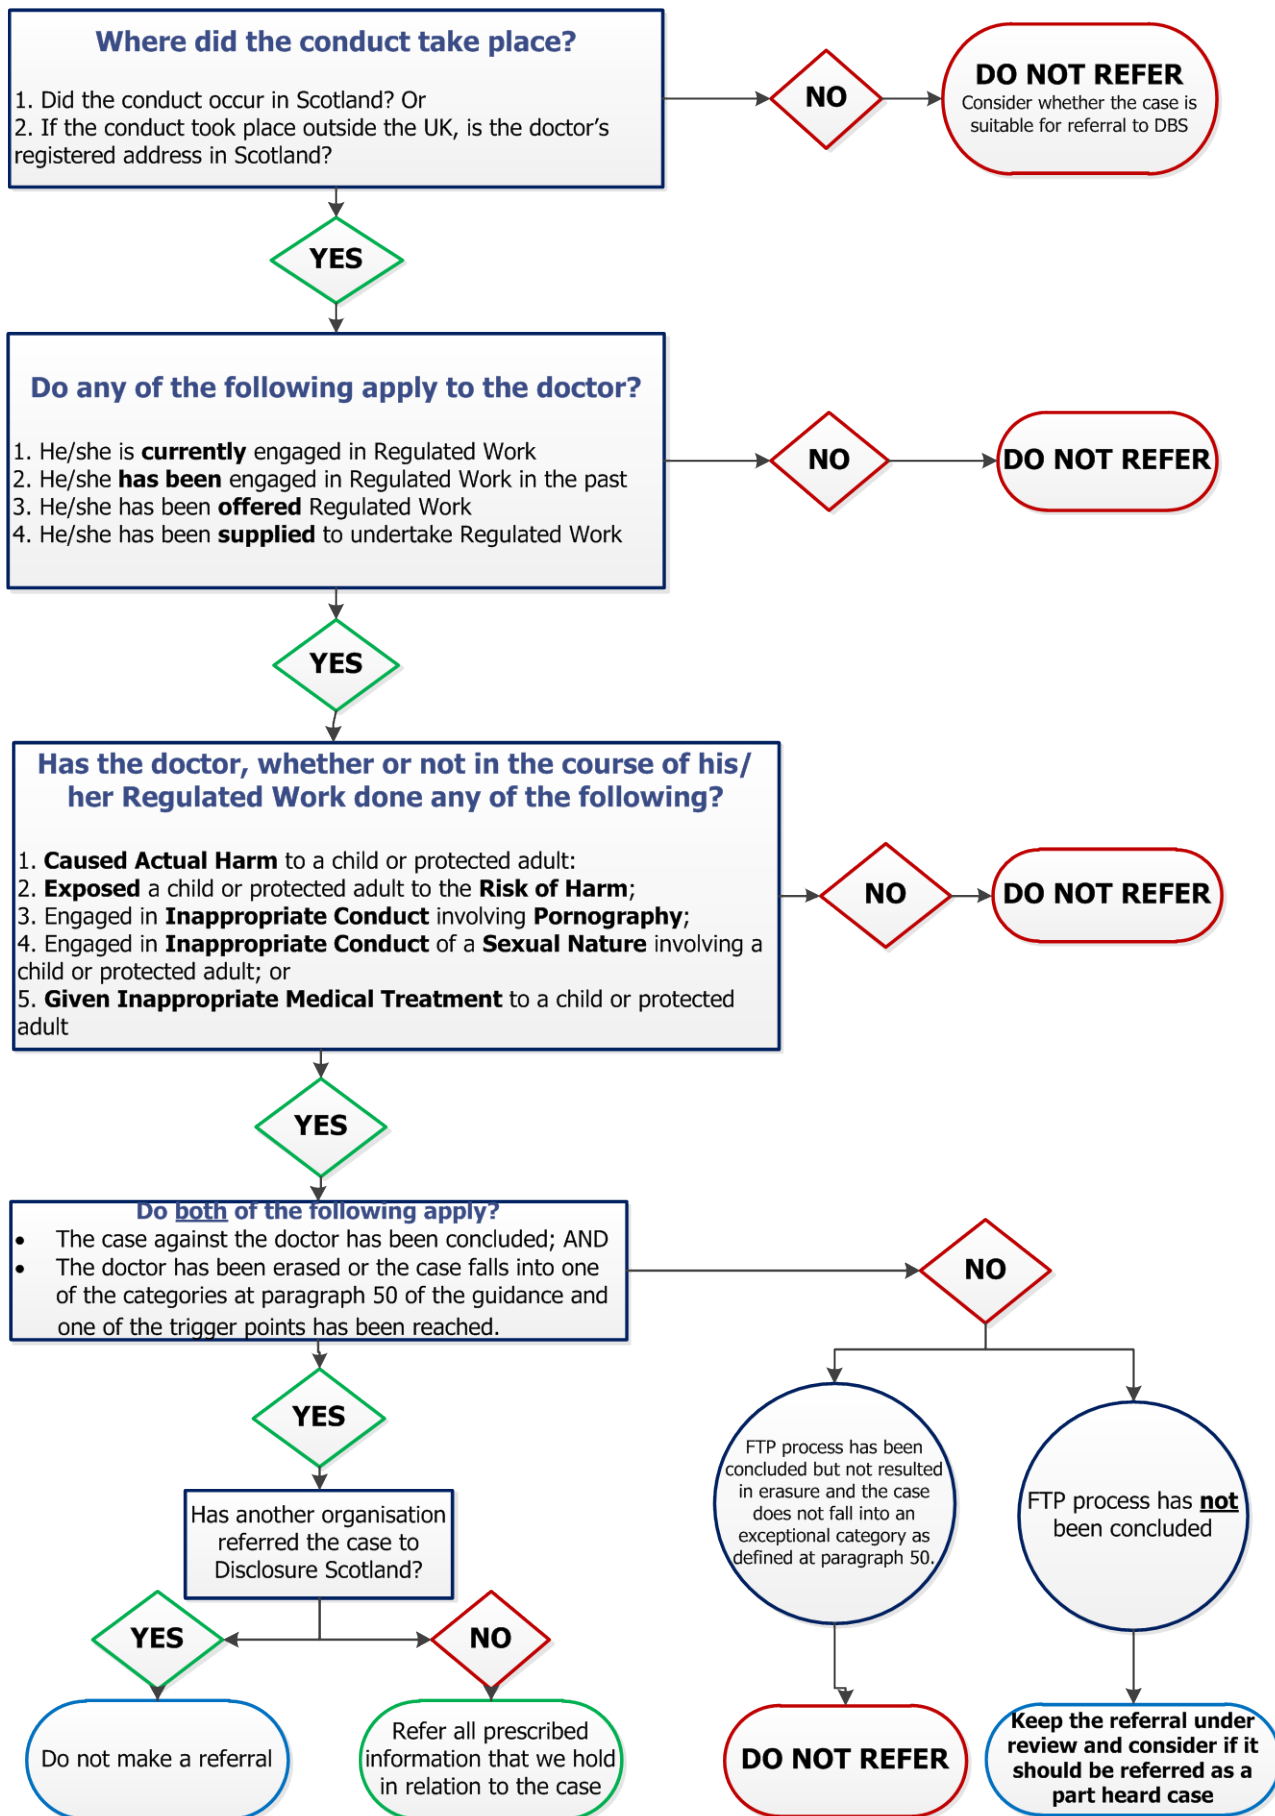 Where did the conduct take place?
1. Did the conduct occur in Scotland? Or
2. If the conduct took place outside the UK, is the doctor's
registered address in Scotland?
NO
DO NOT REFER
Consider whether the case is
suitable for referral to DBS
YES
Do any of the following apply to the doctor?
1. He/she is currently engaged in Regulated Work
2. He/she has been engaged in Regulated Work in the past
3. He/she has been offered Regulated Work
4. He/she has been supplied to undertake Regulated Work
NO
DO NOT REFER
YES
Has the doctor, whether or not in the course of his/
her Regulated Work done any of the following?
1. Caused Actual Harm to a child or protected adult:
2. Exposed a child or protected adult to the Risk of Harm;
3. Engaged in Inappropriate Conduct involving Pornography;
4. Engaged in Inappropriate Conduct of a Sexual Nature involving a
child or protected adult; or
5. Given Inappropriate Medical Treatment to a child or protected
adult
NO
DO NOT REFER
YES
Do both of the following apply?
• The case against the doctor has been concluded; AND
• The doctor has been erased or the case falls into one
of the categories at paragraph 50 of the guidance and
one of the trigger points has been reached.
NO
YES
FTP process has been
concluded but not resulted
in erasure and the case
does not fall into an
exceptional category as
defined at paragraph 50.
FTP process has not
been concluded
Has another organisation
referred the case to
Disclosure Scotland?
YES
NO
Do not make a referral
Refer all prescribed
information that we hold
in relation to the case
DO NOT REFER
Keep the referral under
review and consider if it
should be referred as a
part heard case